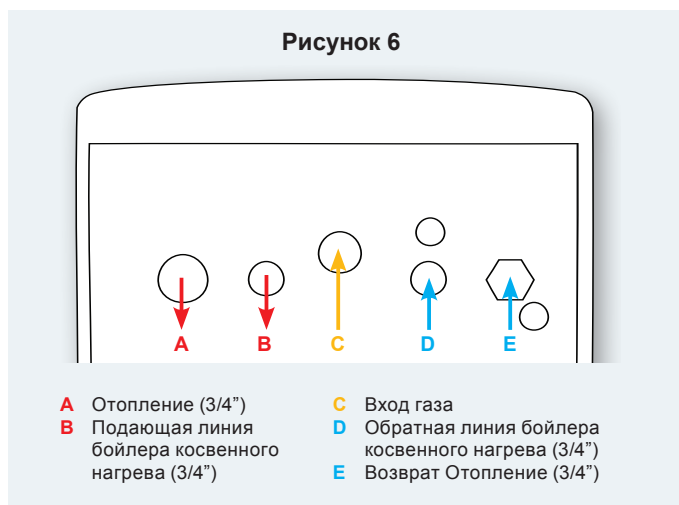 Рисунок 6
A B C D E
A Отопление (3/4”)
B Подающая линия
бойлера косвенного
нагрева (3/4”)
C Вход газа
D Обратная линия бойлера
косвенного нагрева (3/4”)
E Возврат Отопление (3/4”)